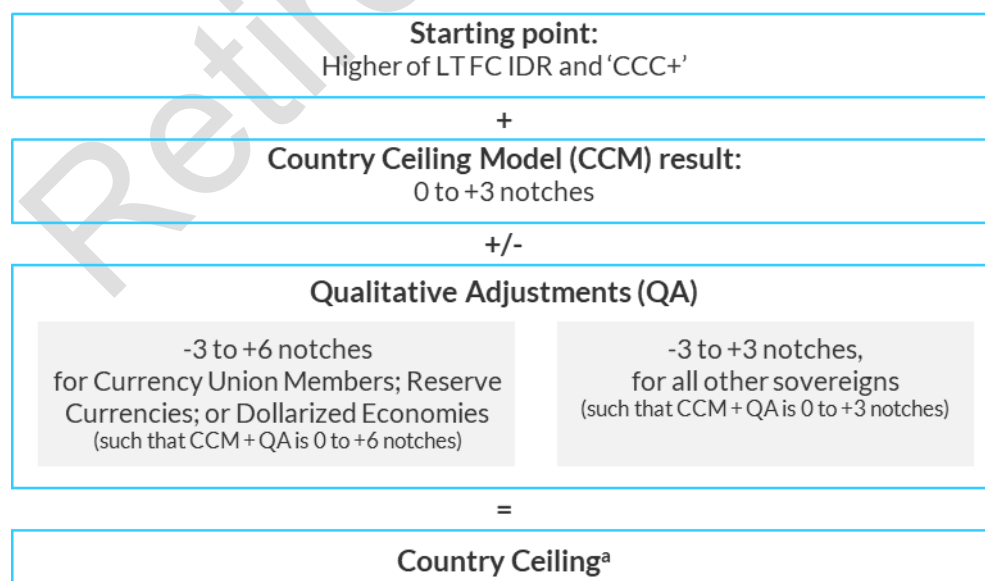 Starting point:
Higher of LT FC IDR and ‘CCC+’
+
Country Ceiling Model (CCM) result:
0 to +3 notches
+/-
Qualitative Adjustments (QA)
-3 to +6 notches
for Currency Union Members; Reserve
Currencies; or Dollarized Economies
(such that CCM + QA is 0 to +6 notches)
-3 to +3 notches,
for all other sovereigns
(such that CCM + QA is 0 to +3 notches)
=
Country Ceilingᵃ